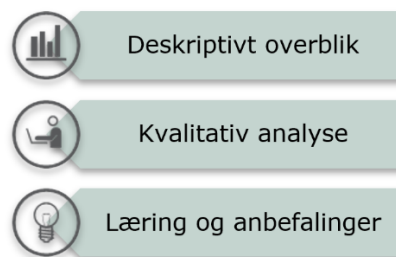 Deskriptivt overblik
Kvalitativ analyse
Læring og anbefalinger